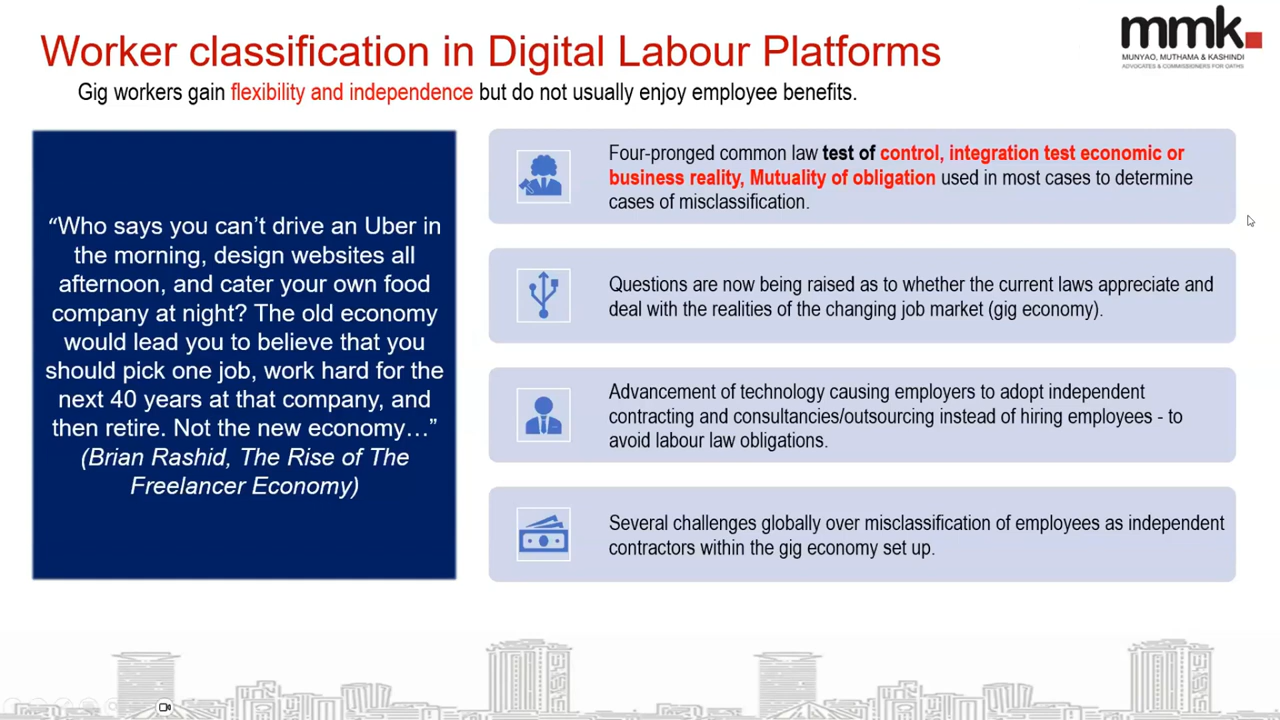 Worker classification in Digital Labour Platforms
mmk.
MUNYAO, MUTHAMA & KASHINDI
ADVOCATES & COMMISSIONERS FOR OATHS
Gig workers gain flexibility and independence but do not usually enjoy employee benefits.
“Who says you can’t drive an Uber in
the morning, design websites all
afternoon, and cater your own food
company at night? The old economy
would lead you to believe that you
should pick one job, work hard for the
next 40 years at that company, and
then retire. Not the new economy…”
(Brian Rashid, The Rise of The
Freelancer Economy)
Four-pronged common law test of control, integration test economic or
business reality, Mutuality of obligation used in most cases to determine
cases of misclassification.
Questions are now being raised as to whether the current laws appreciate and
deal with the realities of the changing job market (gig economy).
Advancement of technology causing employers to adopt independent
contracting and consultancies/outsourcing instead of hiring employees - to
avoid labour law obligations.
Several challenges globally over misclassification of employees as independent
contractors within the gig economy set up.